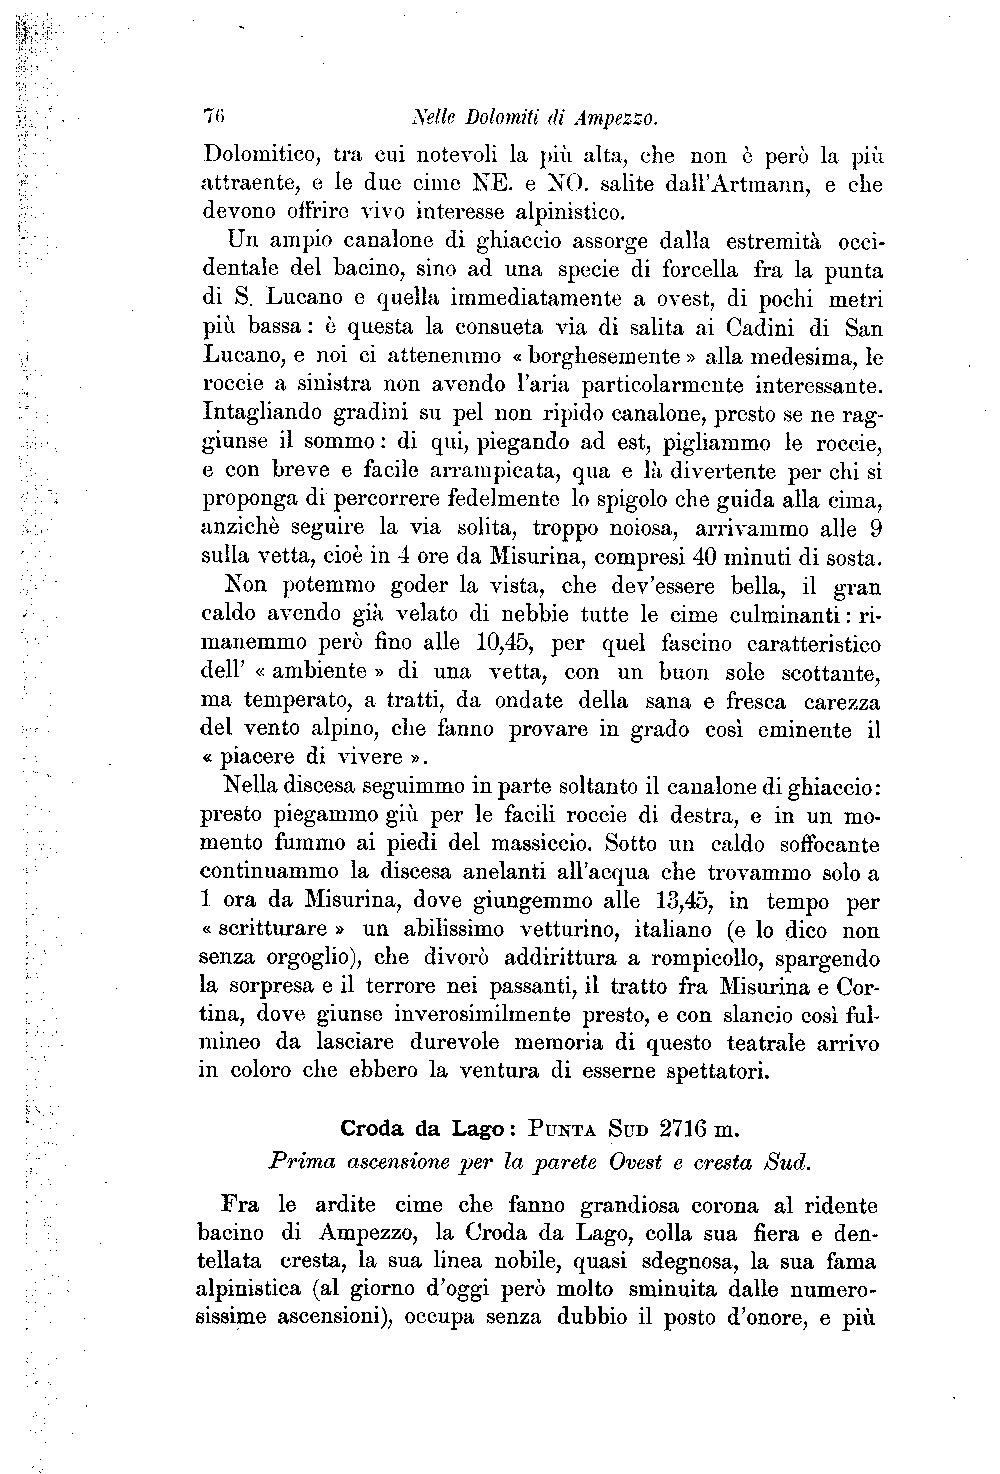 76 Nelle Dolomiti di Ampezzo.
Dolomitico, tra cui notevoli la più alta, che non è però la più
attraente, e le due cime NE. e NO. salite dall'Artmann, e che
devono offrire vivo interesse alpinistico.
Un ampio canalone di ghiaccio assorge dalla estremità occi-
dentale del bacino, sino ad una specie di forcella fra la punta
di S. Lucano e quella immediatamente a ovest, di pochi metri
più bassa : è questa la consueta via di salita ai Cadini di San
Lucano, e noi ci attenemmo « borghesemente » alla medesima, le
roccie a sinistra non avendo l'aria particolarmente interessante.
Intagliando gradini su pel non ripido canalone, presto se ne rag-
giunse il sommo : di qui, piegando ad est, pigliammo le roccie,
e con breve e facile arrampicata, qua e là divertente per chi si
proponga di percorrere fedelmente lo spigolo che guida alla cima,
anzichè seguire la via solita, troppo noiosa, arrivammo alle 9
sulla vetta, cioè in 4 ore da Misurina, compresi 40 minuti di sosta.
Non potemmo goder la vista, che dev'essere bella, il gran
caldo avendo già velato di nebbie tutte le cime culminanti : ri-
manemmo però fino alle 10,45, per quel fascino caratteristico
dell' « ambiente » di una vetta, con un buon sole scottante,
ma temperato, a tratti, da ondate della sana e fresca carezza
del vento alpino, che fanno provare in grado così eminente il
« piacere di vivere ».
Nella discesa seguimmo in parte soltanto il canalone di ghiaccio:
presto piegammo giù per le facili roccie di destra, e in un mo-
mento fummo ai piedi del massiccio. Sotto un caldo soffocante
continuammo la discesa anelanti all'acqua che trovammo solo a
1 ora da Misurina, dove giungemmo alle 13,45, in tempo per
« scritturare » un abilissimo vetturino, italiano (e lo dico non
senza orgoglio), che divorò addirittura a rompicollo, spargendo
la sorpresa e il terrore nei passanti, il tratto fra Misurina e Cor-
tina, dove giunse inverosimilmente presto, e con slancio così ful-
mineo da lasciare durevole memoria di questo teatrale arrivo
in coloro che ebbero la ventura di esserne spettatori.
Croda da Lago : PUNTA SUD 2716 m.
Prima ascensione per la parete Ovest e cresta Sud.
Fra le ardite cime che fanno grandiosa corona al ridente
bacino di Ampezzo, la Croda da Lago, colla sua fiera e den-
tellata cresta, la sua linea nobile, quasi sdegnosa, la sua fama
alpinistica (al giorno d'oggi però molto sminuita dalle numero-
sissime ascensioni), occupa senza dubbio il posto d'onore, e più